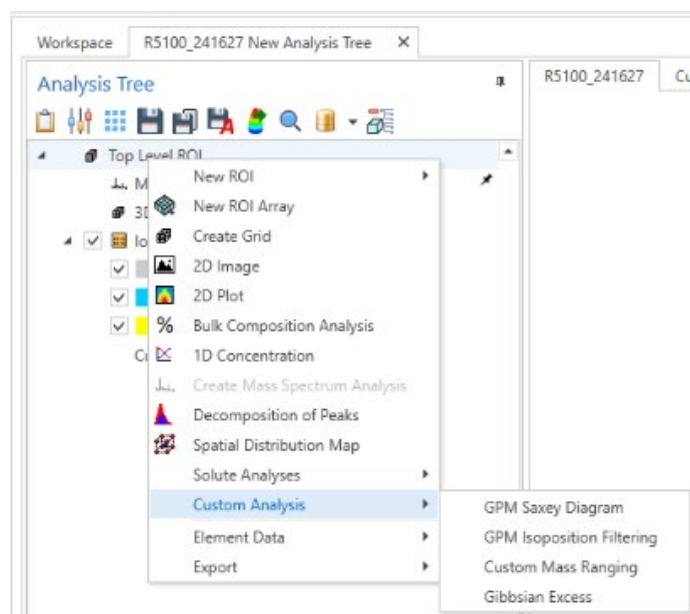 Workspace
R5100_241627 New Analysis Tree
Analysis Tree
R5100_241627
Top Level ROI
New ROI
New ROI Array
Create Grid
2D Image
2D Plot
Bulk Composition Analysis
1D Concentration
Create Mass Spectrum Analysis
Decomposition of Peaks
Spatial Distribution Map
Solute Analyses
Custom Analysis
GPM Saxey Diagram
GPM Isoposition Filtering
Custom Mass Ranging
Gibbsian Excess
Element Data
Export